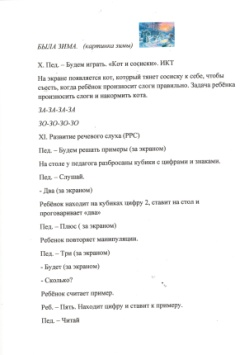 БЫЛА ЗИМА. (картинка зимы)
X. Пед. – Будем играть. «Кот и сосиски». ИКТ
На экране появляется кот, который тянет сосиску к себе, чтобы
съесть, когда ребёнок произносит слоги правильно. Задача ребёнка
произносить слоги и накормить кота.
ЗА-ЗА-ЗА-ЗА
ЗО-ЗО-ЗО-ЗО
XI. Развитие речевого слуха (РРС)
Пед. – Будем решать примеры (за экраном)
На столе у педагога разбросаны кубики с цифрами и знаками.
Пед. – Слушай.
- Два (за экраном)
Ребёнок находит на кубиках цифру 2, ставит на стол и
проговаривает «два»
Пед. – Плюс ( за экраном)
Ребенок повторяет манипуляции.
Пед. – Три (за экраном)
- Будет (за экраном)
- Сколько?
Ребёнок считает пример.
Реб. – Пять. Находит цифру и ставит к примеру.
Пед. – Читай